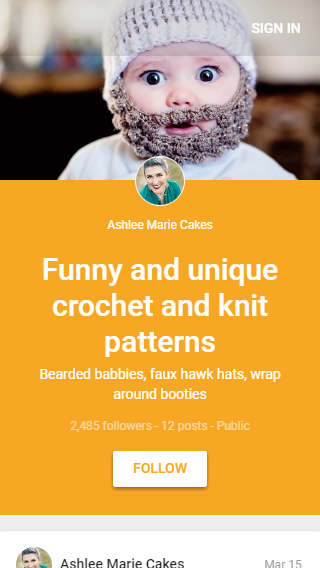 SIGN IN
Ashlee Marie Cakes
Funny and unique
crochet and knit
patterns
Bearded babbies, faux hawk hats, wrap
around booties
2,485 followers - 12 posts - Public
FOLLOW
Ashlee Marie Cakes
Mar 15